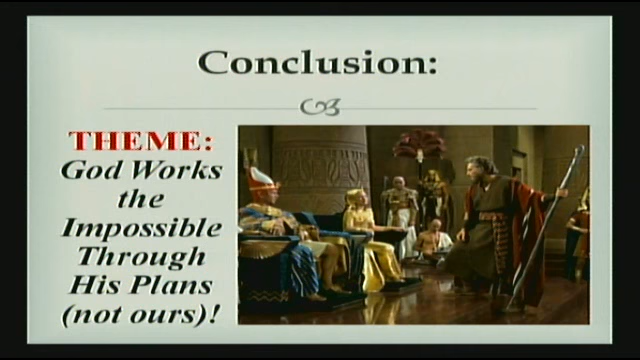 Conclusion:
THEME:
God Works
the
Impossible
Through
His Plans
(not ours)!